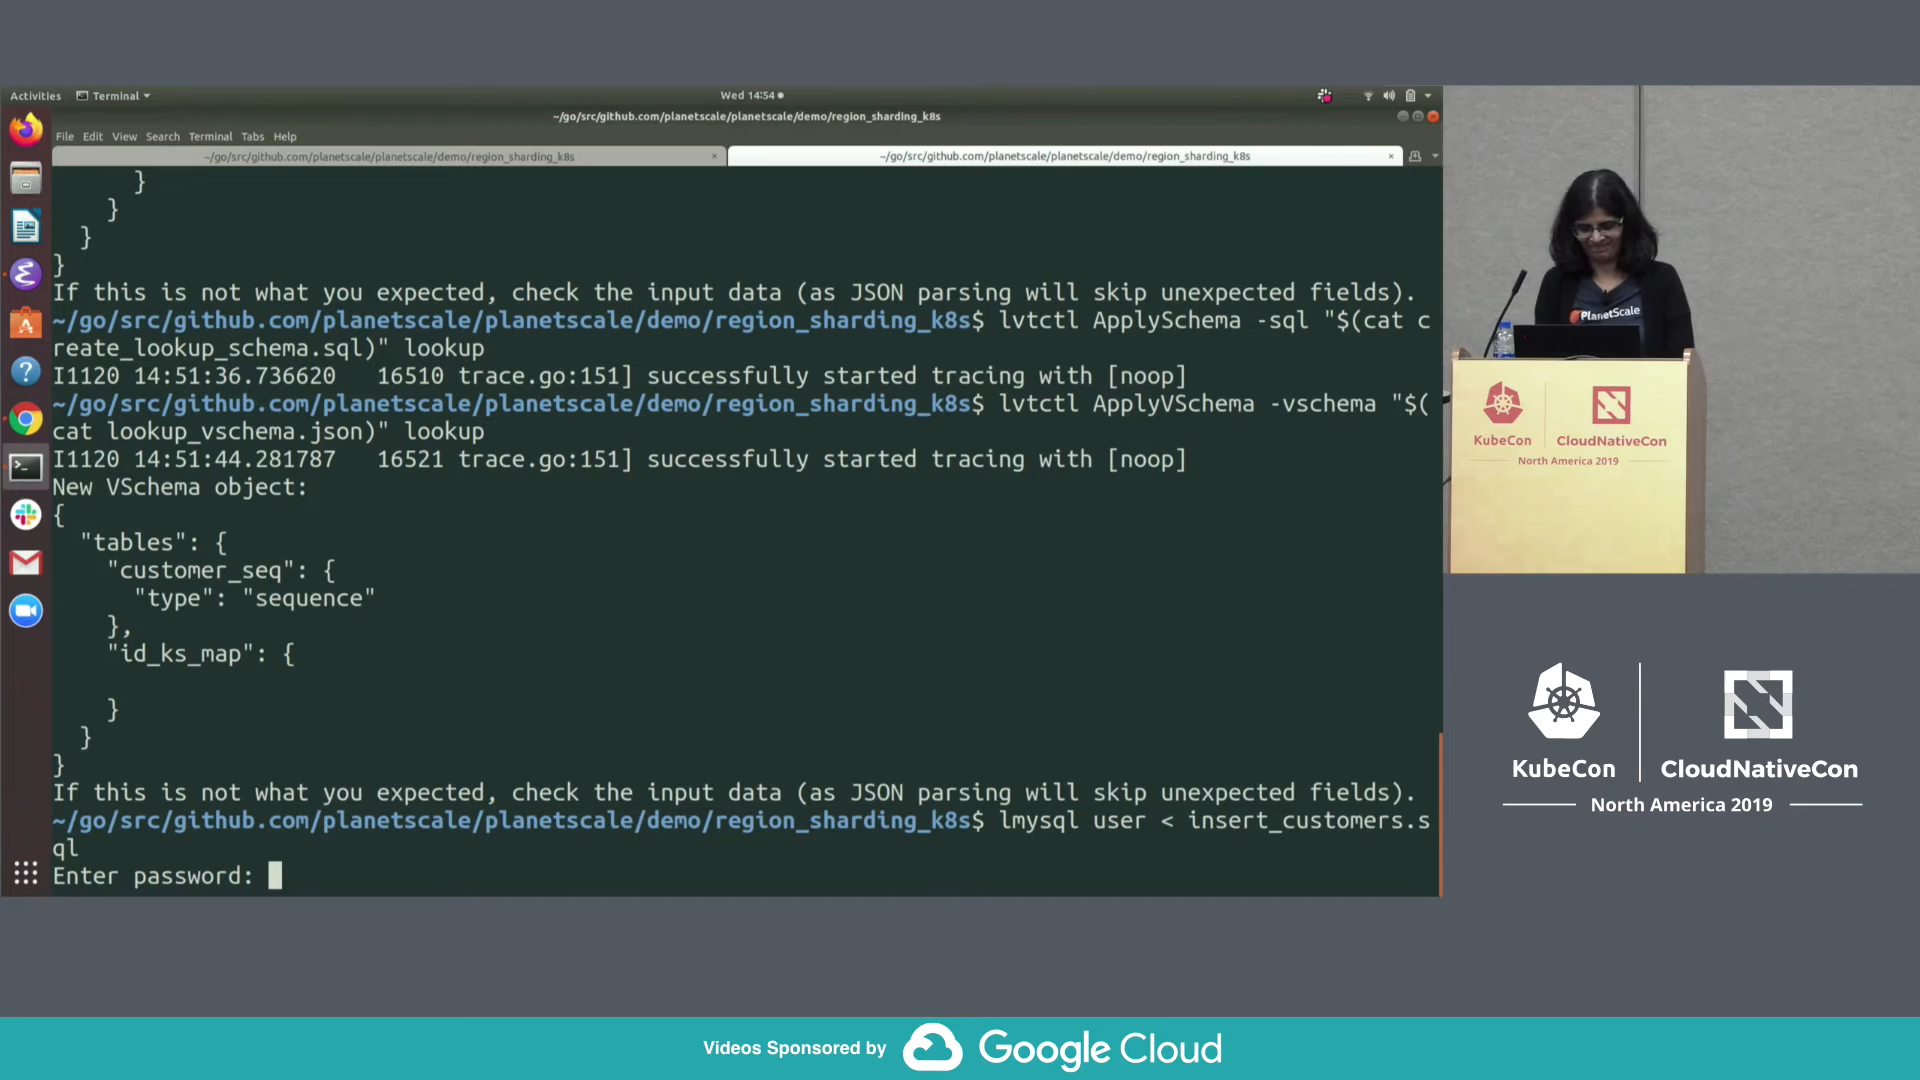 Activities
Terminal
Wed 14:54
~/go/src/github.com/planetscale/planetscale/demo/region_sharding_k8s
File Edit View Search Terminal Tabs Help
~/go/src/github.com/planetscale/planetscale/demo/region_sharding_k8s
×
~/go/src/github.com/planetscale/planetscale/demo/region_sharding_k8s
×
}
}
}
}
If this is not what you expected, check the input data (as JSON parsing will skip unexpected fields).
~/go/src/github.com/planetscale/planetscale/demo/region_sharding_k8s$ lvtctl ApplySchema -sql "$(cat c
reate_lookup_schema.sql)" lookup
I1120 14:51:36.736620   16510 trace.go:151] successfully started tracing with [noop]
~/go/src/github.com/planetscale/planetscale/demo/region_sharding_k8s$ lvtctl ApplyVSchema -vschema "$(
cat lookup_vschema.json)" lookup
I1120 14:51:44.281787   16521 trace.go:151] successfully started tracing with [noop]
New VSchema object:
{
  "tables": {
    "customer_seq": {
      "type": "sequence"
    },
    "id_ks_map": {

    }
  }
}
If this is not what you expected, check the input data (as JSON parsing will skip unexpected fields).
~/go/src/github.com/planetscale/planetscale/demo/region_sharding_k8s$ lmysql user < insert_customers.s
ql
Enter password:
PlanetScale
KubeCon
CloudNativeCon
North America 2019
KubeCon
CloudNativeCon
North America 2019
Videos Sponsored by
Google Cloud